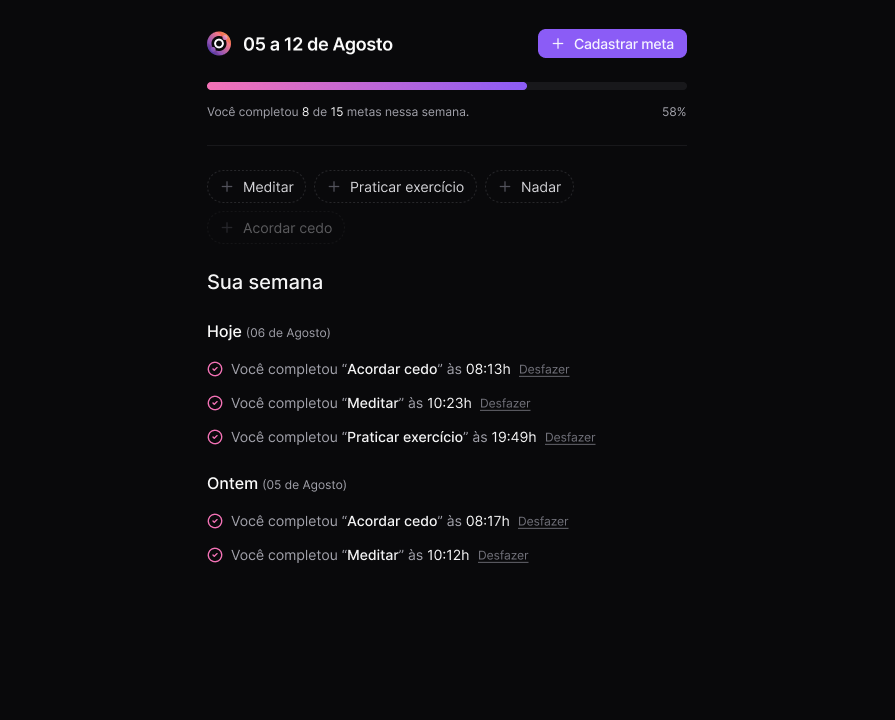 05 a 12 de Agosto
Cadastrar meta
Você completou 8 de 15 metas nessa semana.
58%
Meditar
Praticar exercício
Nadar
Acordar cedo
Sua semana
Hoje (06 de Agosto)
Você completou “Acordar cedo” às 08:13h Desfazer
Você completou “Meditar” às 10:23h Desfazer
Você completou “Praticar exercício” às 19:49h Desfazer
Ontem (05 de Agosto)
Você completou “Acordar cedo” às 08:17h Desfazer
Você completou “Meditar” às 10:12h Desfazer